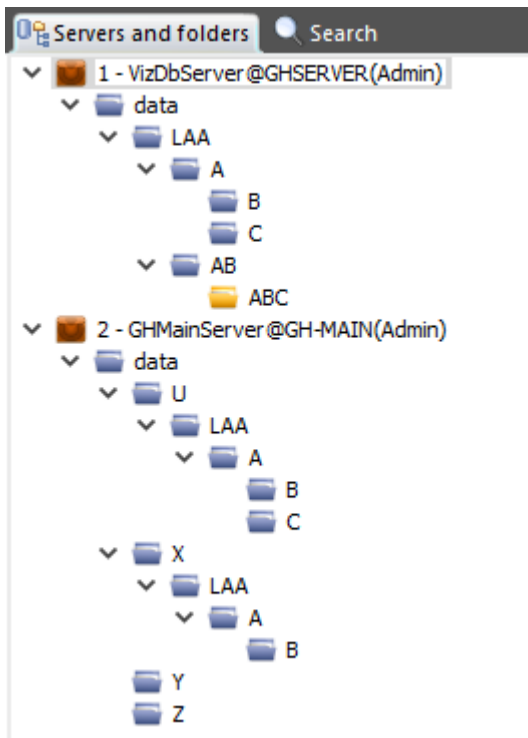 Servers and folders Search
1 - VizDbServer@GHSERVER(Admin)
data
LAA
A
B
C
AB
ABC
2 - GHMainServer@GH-MAIN(Admin)
data
U
LAA
A
B
C
X
LAA
A
B
Y
Z